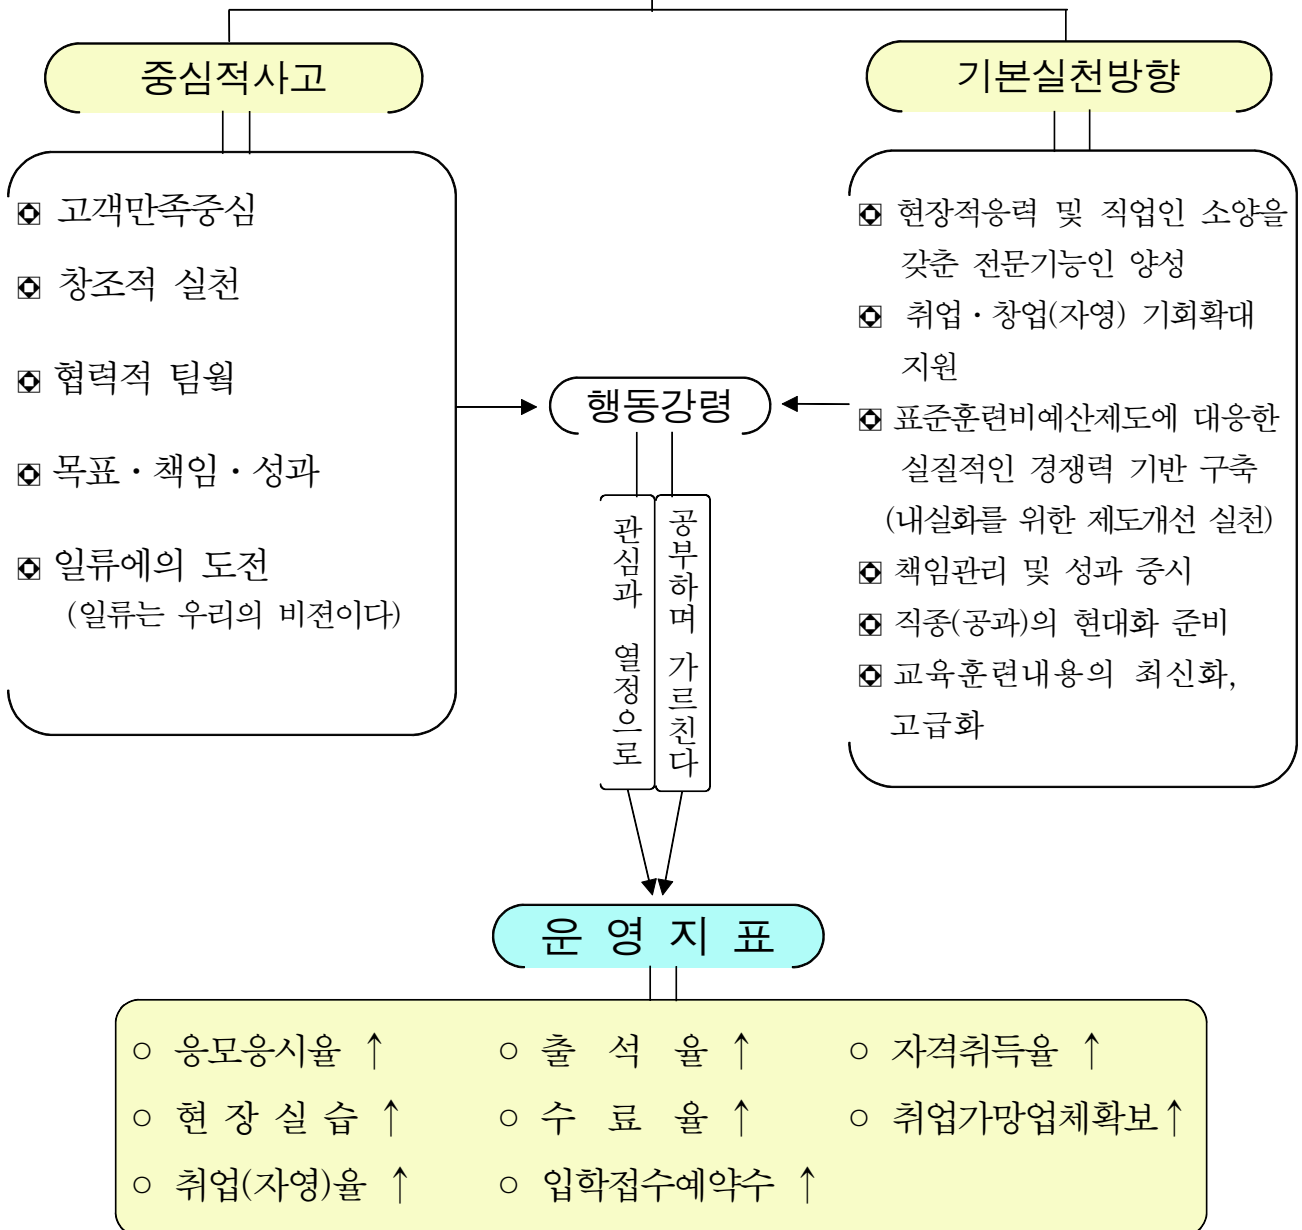 중심적사고
고객만족중심
창조적 실천
협력적 팀웍
목표・책임・성과
일류에의 도전
(일류는 우리의 비젼이다)
기본실천방향
현장적응력 및 직업인 소양을
갖춘 전문기능인 양성
취업・창업(자영) 기회확대
지원
표준훈련비예산제도에 대응한
실질적인 경쟁력 기반 구축
(내실화를 위한 제도개선 실천)
책임관리 및 성과 중시
직종(공과)의 현대화 준비
교육훈련내용의 최신화,
고급화
행동강령
관심과 열정으로
공부하며 가르친다
운 영 지 표
○ 응모응시율 ↑
○ 출 석 율 ↑
○ 자격취득율 ↑
○ 현 장 실 습 ↑
○ 수 료 율 ↑
○ 취업가망업체확보↑
○ 취업(자영)율 ↑
○ 입학접수예약수 ↑